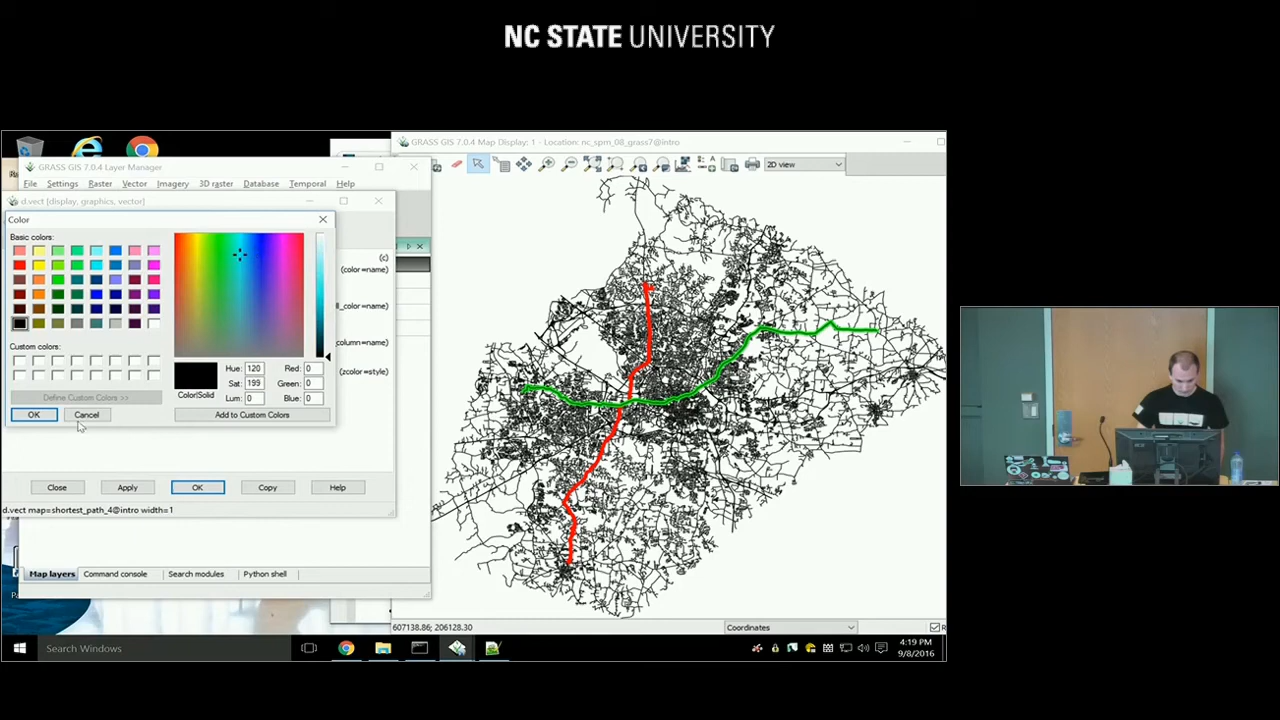 NC STATE UNIVERSITY
GRASS GIS 7.0.4 Map Display: 1 - Location: nc_spm_08_grass7@intro
GRASS GIS 7.0.4 Layer Manager
2D view
File Settings Raster Vector Imagery 3D raster Database Temporal Help
d.vect [display, graphics, vector]
Color
Basic colors:
(c)
(color=name)
ll_color=name)
column=name)
(zcolor=style)
Custom colors:
Hue: 120 Red: 0
Sat: 199 Green: 0
Color|Solid Lum: 0 Blue: 0
Define Custom Colors >>
OK Cancel Add to Custom Colors
Close Apply OK Copy Help
d.vect map=shortest_path_4@intro width=1
Map layers Command console Search modules Python shell
607138.86; 206128.30 Coordinates
Search Windows
4:19 PM
9/8/2016